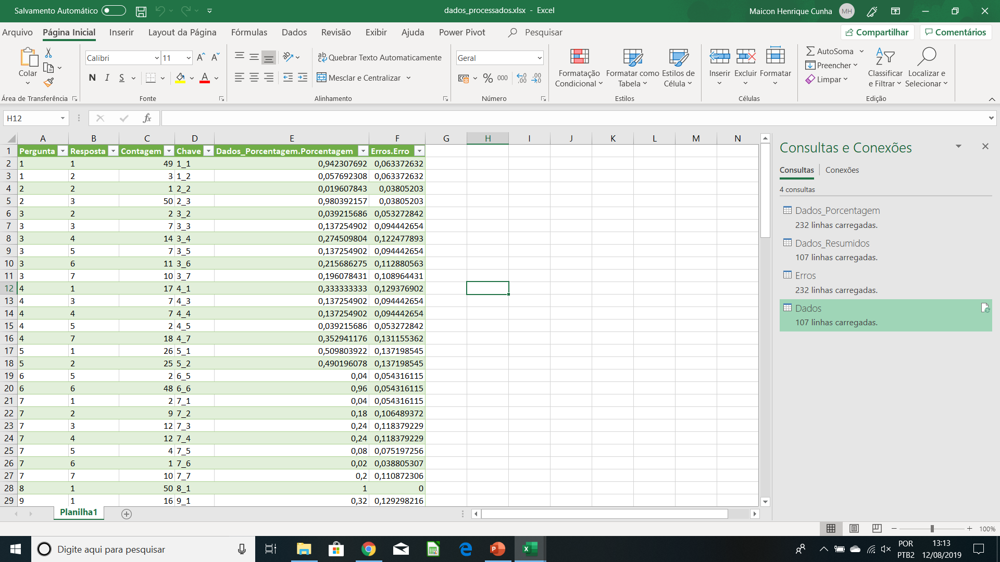 Salvamento Automático
dados_processados.xlsx - Excel
Maicon Henrique Cunha
MH
Arquivo Página Inicial Inserir Layout da Página Fórmulas Dados Revisão Exibir Ajuda Power Pivot Pesquisar
Compartilhar Comentários
Colar
Área de Transferência
Calibri 11
N I S
Fonte
Quebrar Texto Automaticamente
Mesclar e Centralizar
Alinhamento
Geral
% 000
Número
Formatação Condicional
Formatar como Tabela
Estilos de Célula
Estilos
Inserir Excluir Formatar
Células
AutoSoma
Preencher
Limpar
Classificar e Filtrar
Localizar e Selecionar
Edição
H12 fx
A B C D E F G H I J K L M N
1 Pergunta Resposta Contagem Chave Dados_Porcentagem.Porcentagem Erros.Erro
2 1 1 49 1_1 0,942307692 0,063372632
3 1 2 3 1_2 0,057692308 0,063372632
4 2 2 1 2_2 0,019607843 0,03805203
5 2 3 50 2_3 0,980392157 0,03805203
6 3 2 2 3_2 0,039215686 0,053272842
7 3 3 7 3_3 0,137254902 0,094442654
8 3 4 14 3_4 0,274509804 0,122477893
9 3 5 7 3_5 0,137254902 0,094442654
10 3 6 11 3_6 0,215686275 0,112880563
11 3 7 10 3_7 0,196078431 0,108964431
12 4 1 17 4_1 0,333333333 0,129376902
13 4 3 7 4_3 0,137254902 0,094442654
14 4 4 7 4_4 0,137254902 0,094442654
15 4 5 2 4_5 0,039215686 0,053272842
16 4 7 18 4_7 0,352941176 0,131155362
17 5 1 26 5_1 0,509803922 0,137198545
18 5 2 25 5_2 0,490196078 0,137198545
19 6 5 2 6_5 0,04 0,054316115
20 6 6 48 6_6 0,96 0,054316115
21 7 1 2 7_1 0,04 0,054316115
22 7 2 9 7_2 0,18 0,106489372
23 7 3 12 7_3 0,24 0,118379229
24 7 4 12 7_4 0,24 0,118379229
25 7 5 4 7_5 0,08 0,075197256
26 7 6 1 7_6 0,02 0,038805307
27 7 7 10 7_7 0,2 0,110872306
28 8 1 50 8_1 1 0
29 9 1 16 9_1 0,32 0,129298216
Consultas e Conexões
Consultas Conexões
4 consultas
Dados_Porcentagem
232 linhas carregadas.
Dados_Resumidos
107 linhas carregadas.
Erros
232 linhas carregadas.
Dados
107 linhas carregadas.
Planilha1
100%
Digite aqui para pesquisar
POR
PTB2
13:13
12/08/2019